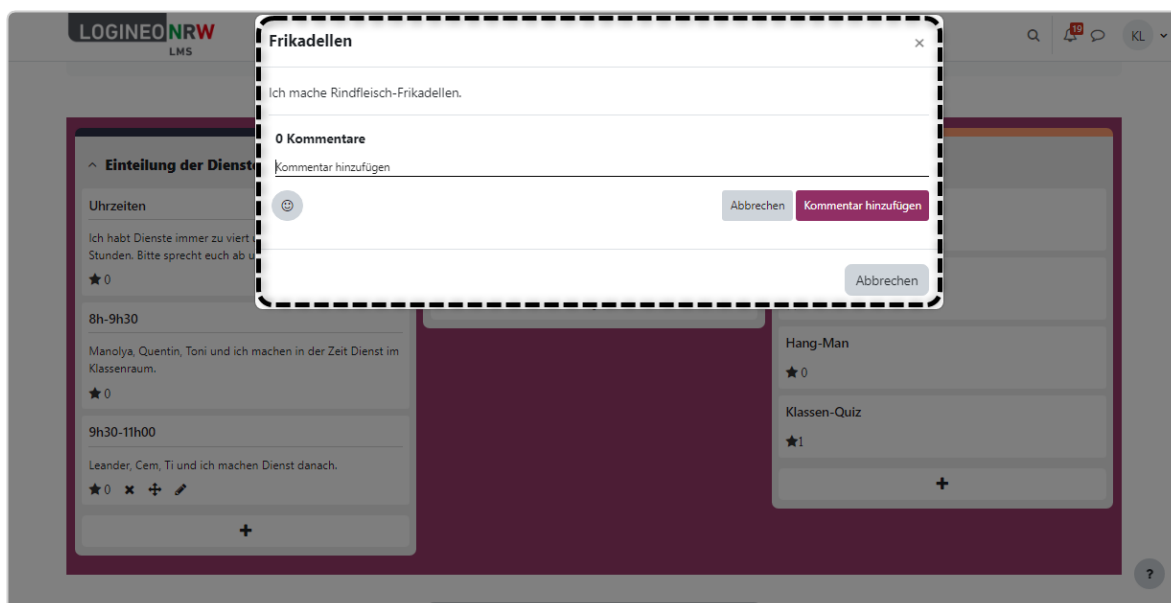 LOGINEO NRW
LMS
19
KL
Frikadellen
×
Ich mache Rindfleisch-Frikadellen.
0 Kommentare
Kommentar hinzufügen
Abbrechen
Kommentar hinzufügen
Abbrechen
Einteilung der Dienst
Uhrzeiten
Ich habt Dienste immer zu viert
Stunden. Bitte sprecht euch ab u
0
8h-9h30
Manolya, Quentin, Toni und ich machen in der Zeit Dienst im
Klassenraum.
0
9h30-11h00
Leander, Cem, Ti und ich machen Dienst danach.
0
+
Hang-Man
0
Klassen-Quiz
1
+
?